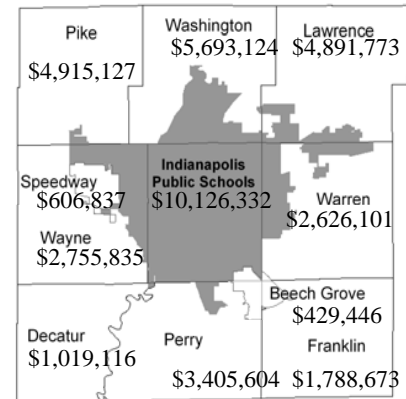 Pike
$4,915,127
Washington
$5,693,124
Lawrence
$4,891,773
Indianapolis
Public Schools
$10,126,332
Speedway
$606,837
Wayne
$2,755,835
Warren
$2,626,101
Beech Grove
$429,446
Decatur
$1,019,116
Perry
$3,405,604
Franklin
$1,788,673